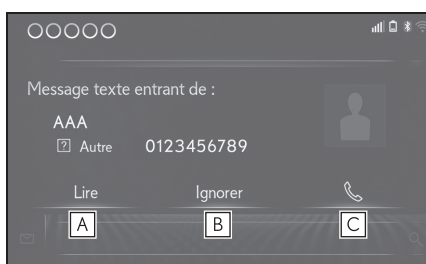 OOOOO
Message texte entrant de :
AAA
? Autre 0123456789
Lire Ignorer
A B C